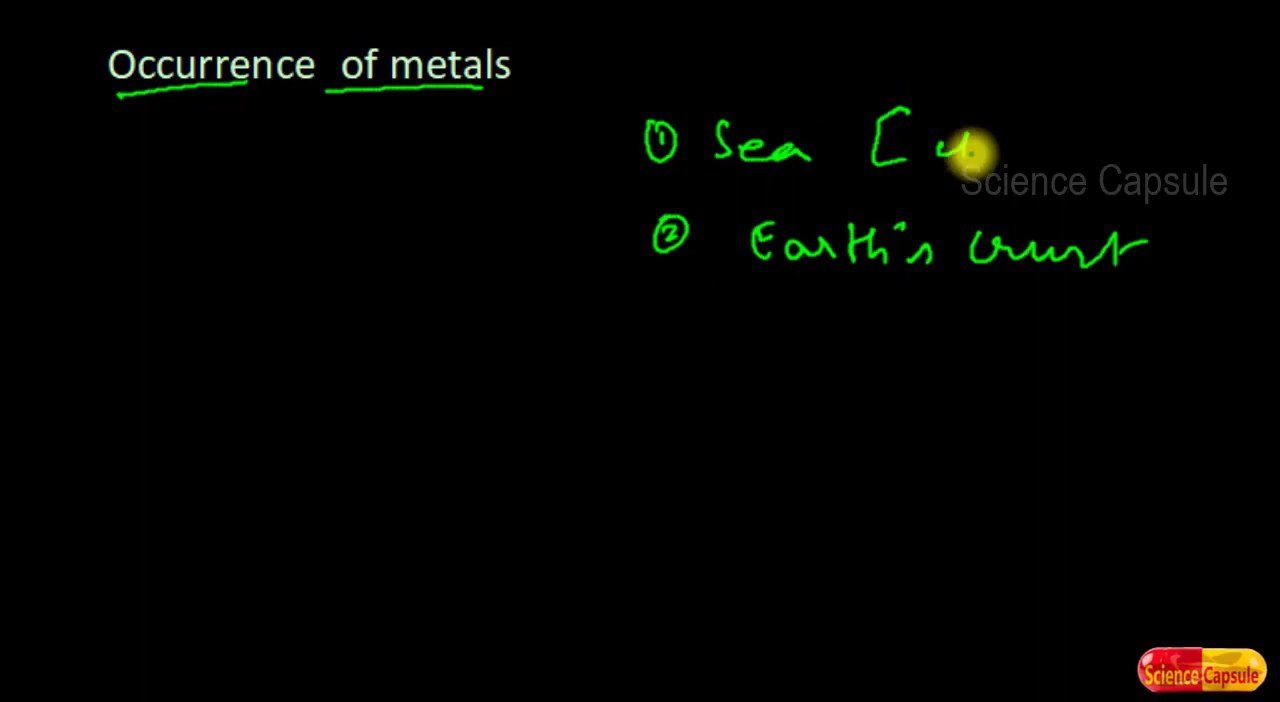 Occurrence of metals
① Sea [
Science Capsule
② Earth's crust
Science Capsule